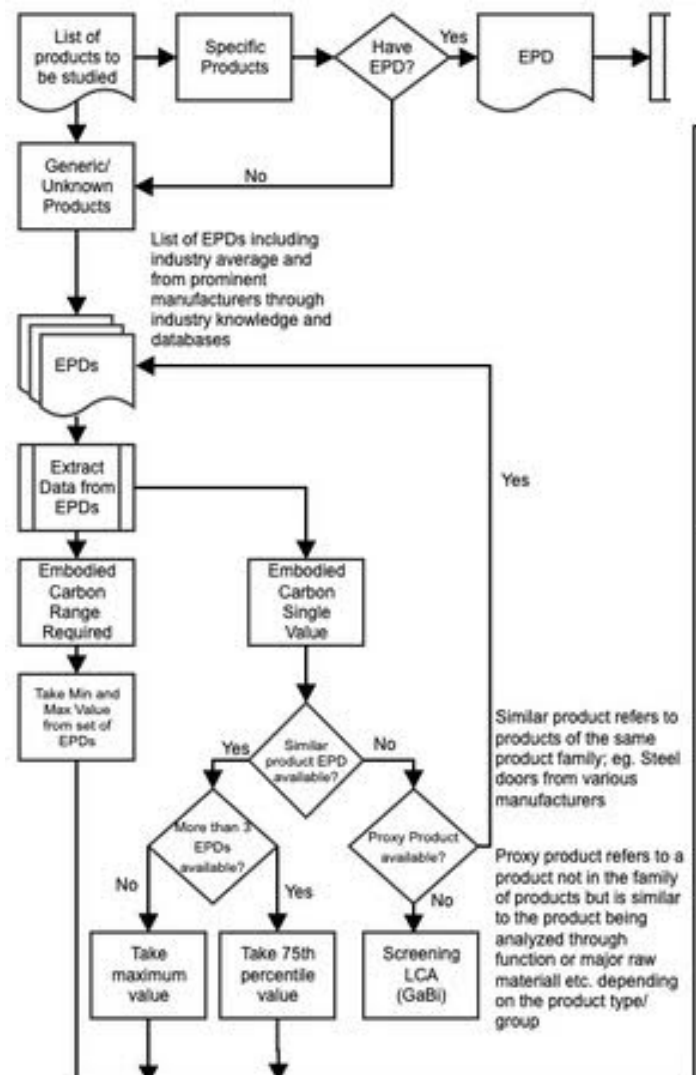 List of
products to
be studied
Specific
Products
Have
EPD?
Yes
EPD
Generic/
Unknown
Products
No
List of EPDs including
industry average and
from prominent
manufacturers through
industry knowledge and
databases
EPDs
Extract
Data from
EPDs
Yes
Embodied
Carbon
Range
Required
Embodied
Carbon
Single
Value
Take Min and
Max Value
from set of
EPDs
Similar product refers to
products of the same
product family; eg. Steel
doors from various
manufacturers
Yes
Similar
product EPD
available?
No
More than 3
EPDs
available?
Proxy Product
available?
Proxy product refers to a
product not in the family
of products but is similar
to the product being
analyzed through
function or major raw
materiall etc. depending
on the product type/
group
No
Yes
No
Take
maximum
value
Take 75th
percentile
value
Screening
LCA
(GaBi)